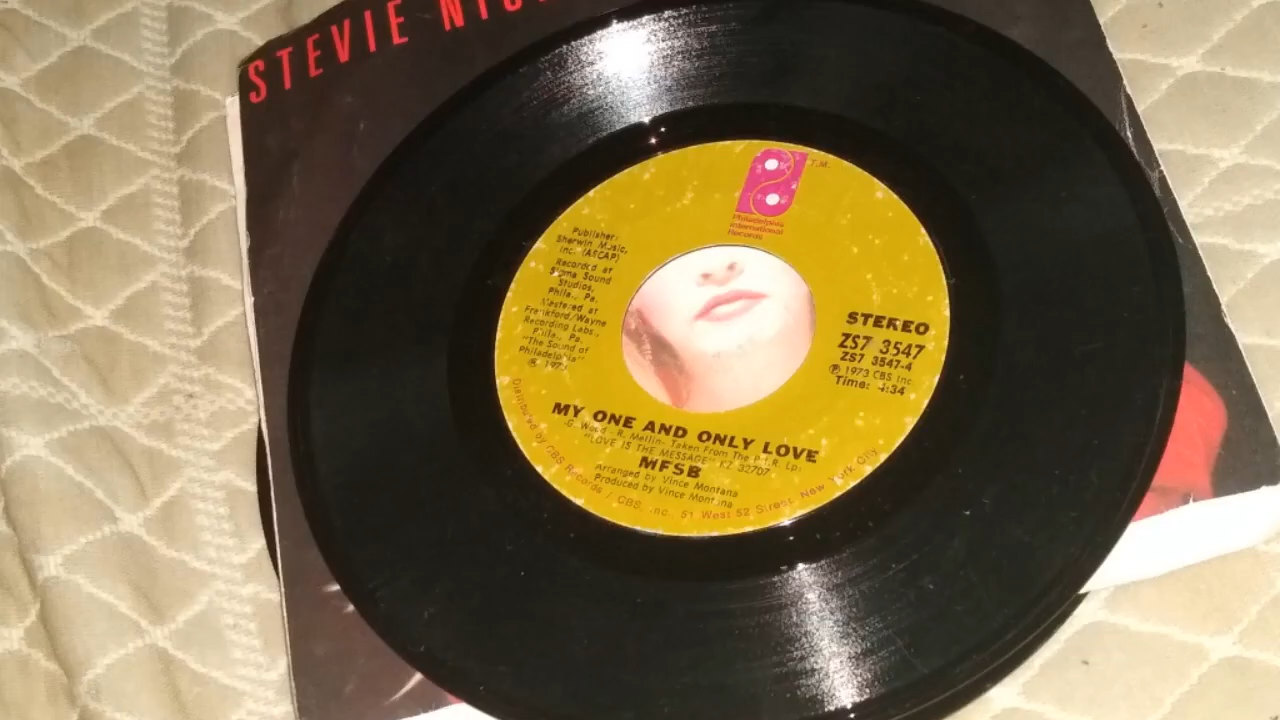 STEVIE NIC
T.M.
Philadelphia
International
Records
Publisher:
Sherwin Music,
Inc. (ASCAP)
Recorded at
Sigma Sound
Studios,
Phila., Pa.
Mastered at
Frankford/Wayne
Recording Labs.,
Phila., Pa.
"The Sound of
Philadelphia"
℗ 1973
STEREO
ZS7 3547
ZS7 3547-4
℗ 1973 CBS Inc.
Time: 4:34
MY ONE AND ONLY LOVE
-G. Wood - R. Mellin- Taken From The P.I.R. Lp:
"LOVE IS THE MESSAGE" KZ 32707
MFSB
Arranged by Vince Montana
Produced by Vince Montana
Distributed by CBS Records / CBS, Inc. 51 West 52 Street, New York City